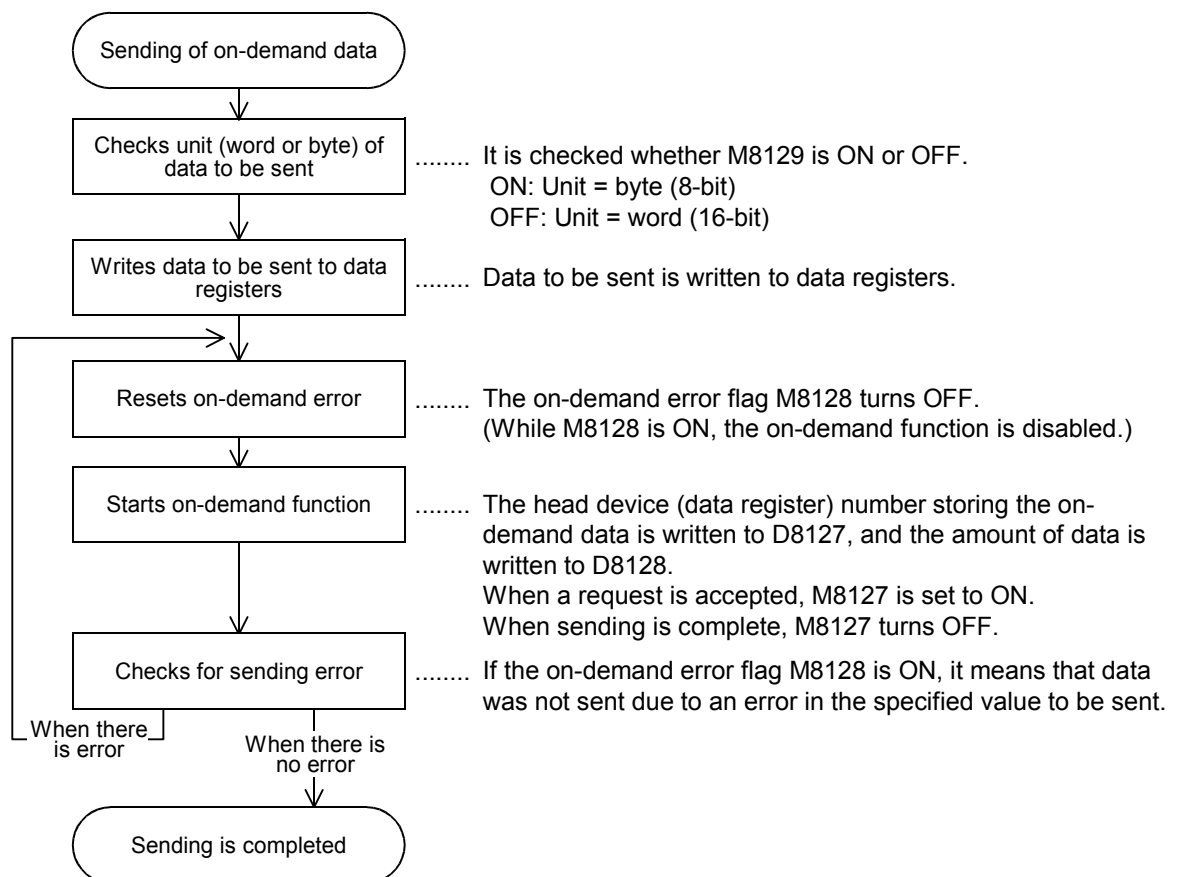 Sending of on-demand data
Checks unit (word or byte) of
data to be sent
........ It is checked whether M8129 is ON or OFF.
ON: Unit = byte (8-bit)
OFF: Unit = word (16-bit)
Writes data to be sent to data
registers
........ Data to be sent is written to data registers.
Resets on-demand error
........ The on-demand error flag M8128 turns OFF.
(While M8128 is ON, the on-demand function is disabled.)
Starts on-demand function
........ The head device (data register) number storing the on-
demand data is written to D8127, and the amount of data is
written to D8128.
When a request is accepted, M8127 is set to ON.
When sending is complete, M8127 turns OFF.
Checks for sending error
........ If the on-demand error flag M8128 is ON, it means that data
was not sent due to an error in the specified value to be sent.
When there
is error
When there is
no error
Sending is completed